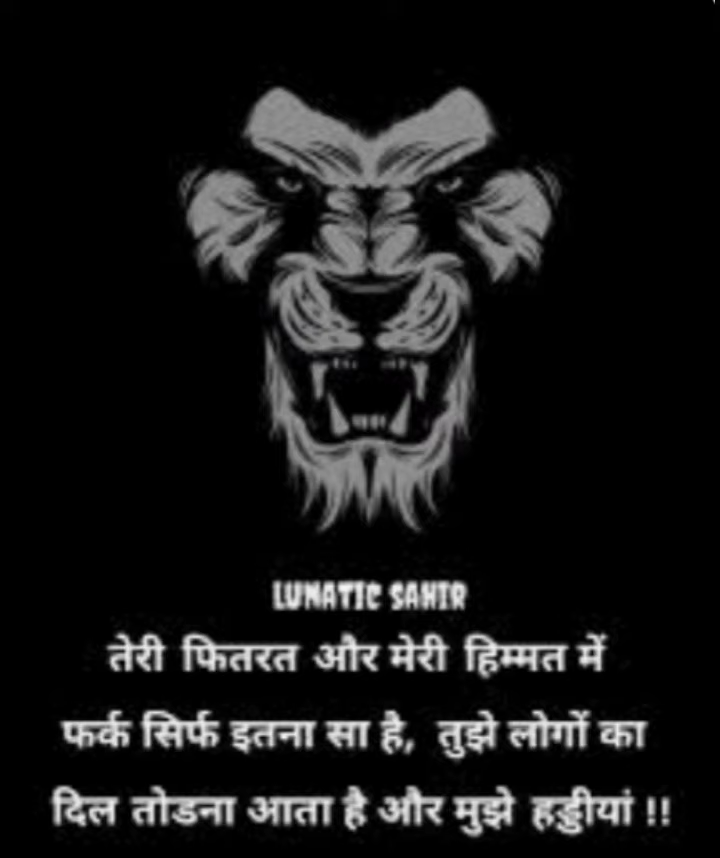 LUNATIC SAHIR
तेरी फितरत और मेरी हिम्मत में
फर्क सिर्फ इतना सा है, तुझे लोगों का
दिल तोडना आता है और मुझे हड्डीयां !!